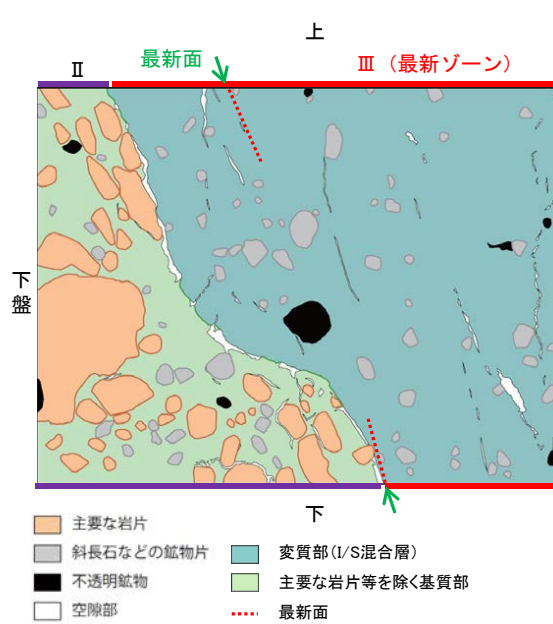 上
Ⅱ
最新面
Ⅲ（最新ゾーン）
下盤
下
主要な岩片
斜長石などの鉱物片
不透明鉱物
空隙部
変質部(I/S混合層)
主要な岩片等を除く基質部
最新面